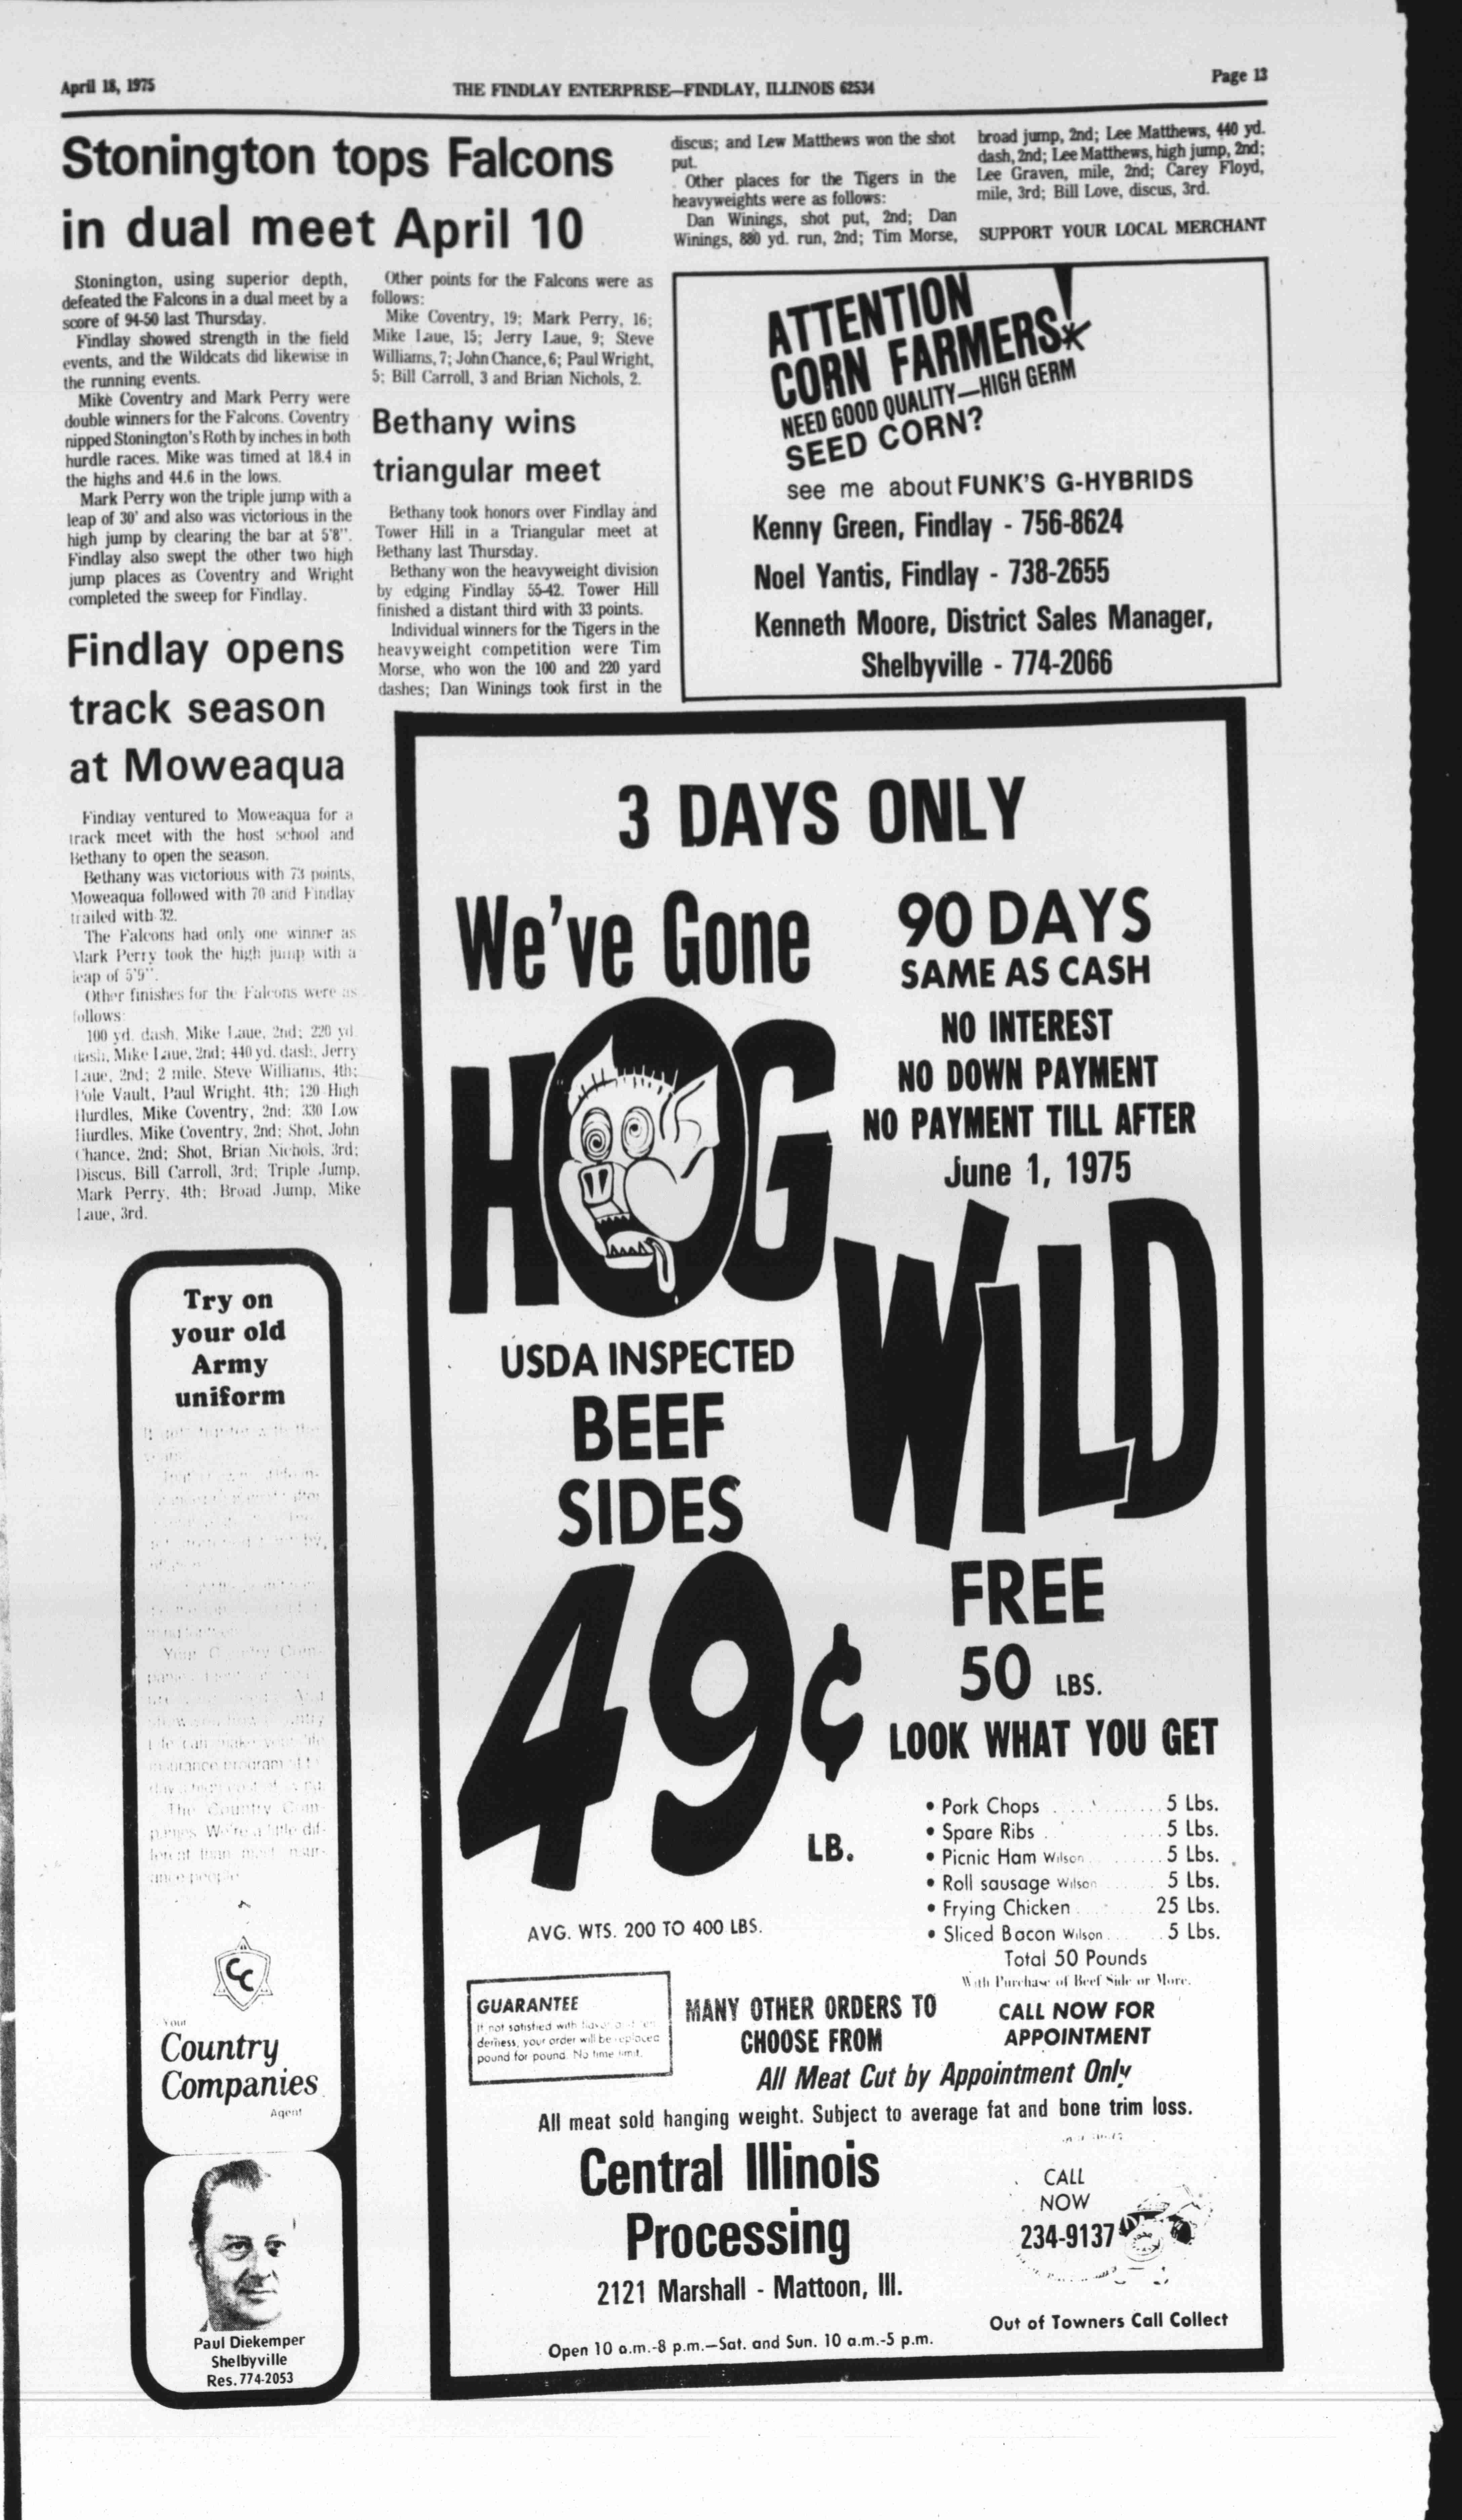 April 18, 1975
THE FINDLAY ENTERPRISE—FINDLAY, ILLINOIS 62534
Page 13
Stonington tops Falcons
in dual meet April 10
Stonington, using superior depth,
defeated the Falcons in a dual meet by a
score of 94-50 last Thursday.
Findlay showed strength in the field
events, and the Wildcats did likewise in
the running events.
Mike Coventry and Mark Perry were
double winners for the Falcons. Coventry
nipped Stonington's Roth by inches in both
hurdle races. Mike was timed at 18.4 in
the highs and 44.6 in the lows.
Mark Perry won the triple jump with a
leap of 30' and also was victorious in the
high jump by clearing the bar at 5'8".
Findlay also swept the other two high
jump places as Coventry and Wright
completed the sweep for Findlay.
Other points for the Falcons were as
follows:
Mike Coventry, 19; Mark Perry, 16;
Mike Laue, 15; Jerry Laue, 9; Steve
Williams, 7; John Chance, 6; Paul Wright,
5; Bill Carroll, 3 and Brian Nichols, 2.
Findlay opens
track season
at Moweaqua
Findlay ventured to Moweaqua for a
track meet with the host school and
Bethany to open the season.
Bethany was victorious with 73 points,
Moweaqua followed with 70 and Findlay
trailed with 32.
The Falcons had only one winner as
Mark Perry took the high jump with a
leap of 5'9".
Other finishes for the Falcons were as
follows:
100 yd. dash, Mike Laue, 2nd; 220 yd.
dash, Mike Laue, 2nd; 440 yd. dash, Jerry
Laue, 2nd; 2 mile, Steve Williams, 4th;
Pole Vault, Paul Wright, 4th; 120 High
Hurdles, Mike Coventry, 2nd; 330 Low
Hurdles, Mike Coventry, 2nd; Shot, John
Chance, 2nd; Shot, Brian Nichols, 3rd;
Discus, Bill Carroll, 3rd; Triple Jump,
Mark Perry, 4th; Broad Jump, Mike
Laue, 3rd.
Bethany wins
triangular meet
Bethany took honors over Findlay and
Tower Hill in a Triangular meet at
Bethany last Thursday.
Bethany won the heavyweight division
by edging Findlay 55-42. Tower Hill
finished a distant third with 33 points.
Individual winners for the Tigers in the
heavyweight competition were Tim
Morse, who won the 100 and 220 yard
dashes; Dan Winings took first in the
discus; and Lew Matthews won the shot
put.
Other places for the Tigers in the
heavyweights were as follows:
Dan Winings, shot put, 2nd; Dan
Winings, 880 yd. run, 2nd; Tim Morse,
broad jump, 2nd; Lee Matthews, 440 yd.
dash, 2nd; Lee Matthews, high jump, 2nd;
Lee Graven, mile, 2nd; Carey Floyd,
mile, 3rd; Bill Love, discus, 3rd.
SUPPORT YOUR LOCAL MERCHANT
ATTENTION
CORN FARMERS!*
NEED GOOD QUALITY—HIGH GERM
SEED CORN?
see me about FUNK'S G-HYBRIDS
Kenny Green, Findlay - 756-8624
Noel Yantis, Findlay - 738-2655
Kenneth Moore, District Sales Manager,
Shelbyville - 774-2066
Try on
your old
Army
uniform
Your Country Com-
The Country Com-
panies. We're a little dif-
ferent than most insur-
ance people.
CC
Your
Country
Companies
Agent
Paul Diekemper
Shelbyville
Res. 774-2053
3 DAYS ONLY
We've Gone
HOG
WILD
90 DAYS
SAME AS CASH
NO INTEREST
NO DOWN PAYMENT
NO PAYMENT TILL AFTER
June 1, 1975
USDA INSPECTED
BEEF
SIDES
49¢
LB.
AVG. WTS. 200 TO 400 LBS.
FREE
50 LBS.
LOOK WHAT YOU GET
• Pork Chops 5 Lbs.
• Spare Ribs 5 Lbs.
• Picnic Ham Wilson 5 Lbs.
• Roll sausage Wilson 5 Lbs.
• Frying Chicken 25 Lbs.
• Sliced Bacon Wilson 5 Lbs.
Total 50 Pounds
With Purchase of Beef Side or More.
GUARANTEE
If not satisfied with flavor and ten-
derness, your order will be replaced
pound for pound. No time limit.
MANY OTHER ORDERS TO
CHOOSE FROM
CALL NOW FOR
APPOINTMENT
All Meat Cut by Appointment Only
All meat sold hanging weight. Subject to average fat and bone trim loss.
Central Illinois
Processing
2121 Marshall - Mattoon, Ill.
CALL
NOW
234-9137
Out of Towners Call Collect
Open 10 a.m.-8 p.m.—Sat. and Sun. 10 a.m.-5 p.m.